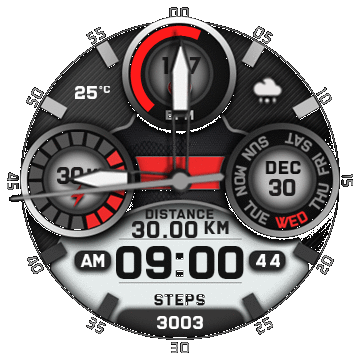 00
55
05
50
10
25°C
45
15
DEC
30
SUN
MON
TUE
WED
THU
FRI
SAT
DISTANCE
30.00 KM
AM 09:00 44
40
20
STEPS
3003
35
25
30